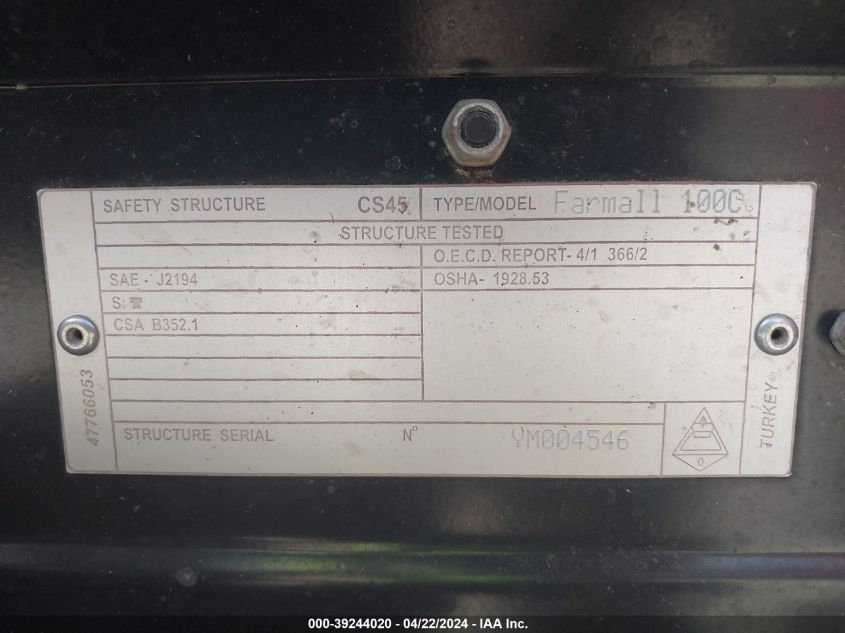 SAFETY STRUCTURE CS45 TYPE/MODEL Farmall 100C
STRUCTURE TESTED
O.E.C.D. REPORT- 4/1 366/2
SAE - J2194 OSHA- 1928.53
S:
CSA B352.1
47766053
TURKEY
STRUCTURE SERIAL N° YM004546
0
000-39244020 - 04/22/2024 - IAA Inc.